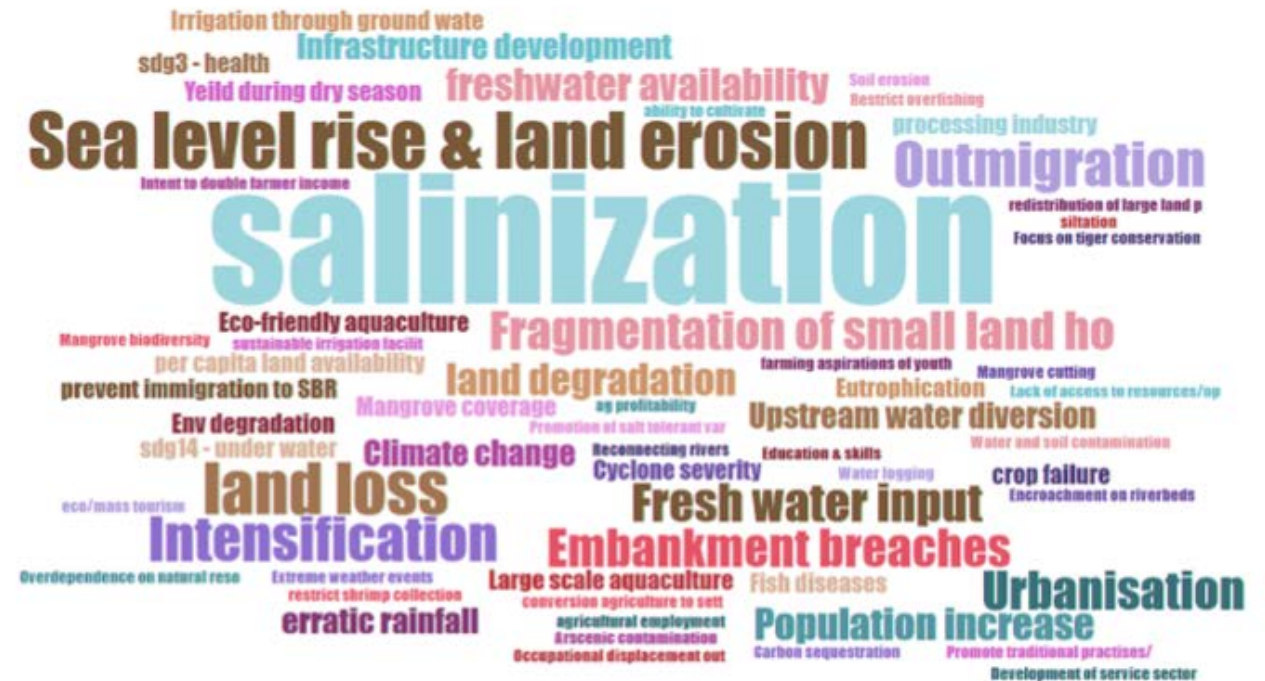 Irrigation through ground wate
Infrastructure development
sdg3 - health
freshwater availability
Soil erosion
Yeild during dry season
Restrict overfishing
ability to cultivate
Sea level rise & land erosion
processing industry
Outmigration
Intent to double farmer income
salinization
redistribution of large land p
siltation
Focus on tiger conservation
Eco-friendly aquaculture
Fragmentation of small land ho
Mangrove biodiversity
sustainable irrigation facilit
per capita land availability
farming aspirations of youth
Mangrove cutting
land degradation
prevent immigration to SBR
Eutrophication
Lack of access to resources/op
Mangrove coverage
ag profitability
Upstream water diversion
Env degradation
Promotion of salt tolerant var
sdg14 - under water
Climate change
Reconnecting rivers
Education & skills
Water and soil contamination
Cyclone severity
Water logging
crop failure
land loss
Fresh water input
Encroachment on riverbeds
eco/mass tourism
Intensification
Embankment breaches
Overdependence on natural reso
Extreme weather events
Large scale aquaculture
Fish diseases
Urbanisation
restrict shrimp collection
conversion agriculture to sett
erratic rainfall
agricultural employment
Population increase
Arscenic contamination
Occupational displacement out
Carbon sequestration
Promote traditional practises/
Development of service sector